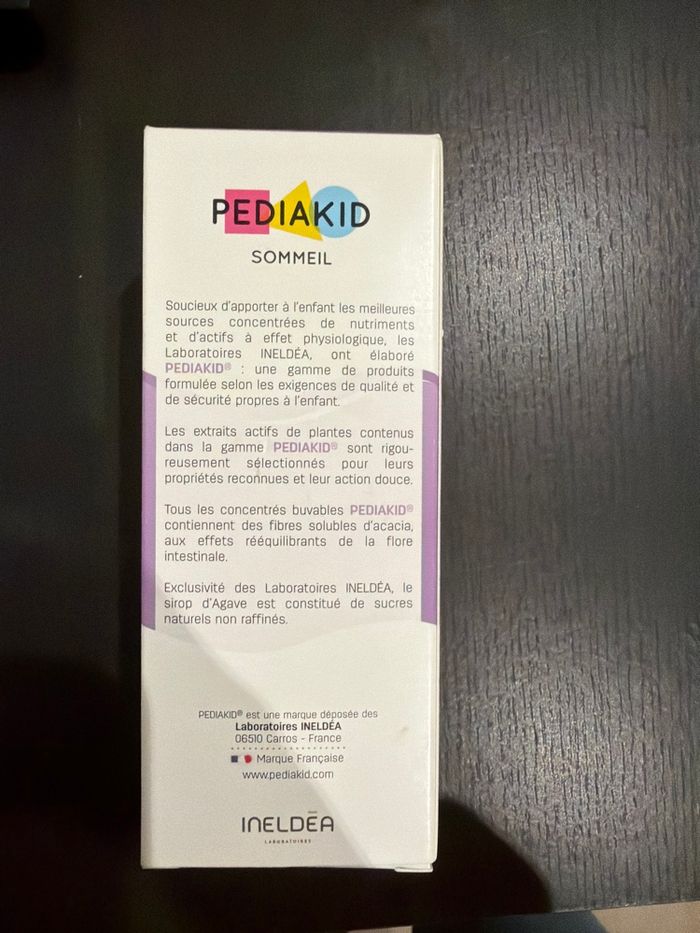 PEDIAKID
SOMMEIL
Soucieux d'apporter à l'enfant les meilleures
sources concentrées de nutriments
et d'actifs à effet physiologique, les
Laboratoires INELDÉA, ont élaboré
PEDIAKID® : une gamme de produits
formulée selon les exigences de qualité et
de sécurité propres à l'enfant.
Les extraits actifs de plantes contenus
dans la gamme PEDIAKID® sont rigou-
reusement sélectionnés pour leurs
propriétés reconnues et leur action douce.
Tous les concentrés buvables PEDIAKID®
contiennent des fibres solubles d'acacia,
aux effets rééquilibrants de la flore
intestinale.
Exclusivité des Laboratoires INELDÉA, le
sirop d'Agave est constitué de sucres
naturels non raffinés.
PEDIAKID® est une marque déposée des
Laboratoires INELDÉA
06510 Carros - France
Marque Française
www.pediakid.com
INELDĒA
LABORATOIRES